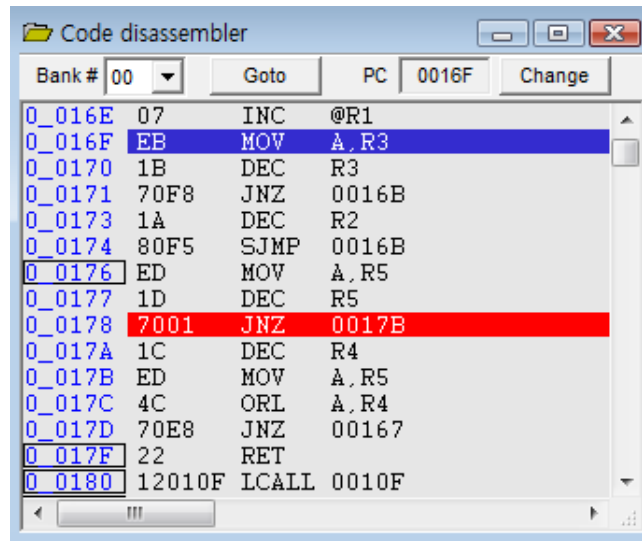 Code disassembler
Bank # 00 Goto PC 0016F Change
0_016E 07 INC @R1
0_016F EB MOV A,R3
0_0170 1B DEC R3
0_0171 70F8 JNZ 0016B
0_0173 1A DEC R2
0_0174 80F5 SJMP 0016B
0_0176 ED MOV A,R5
0_0177 1D DEC R5
0_0178 7001 JNZ 0017B
0_017A 1C DEC R4
0_017B ED MOV A,R5
0_017C 4C ORL A,R4
0_017D 70E8 JNZ 00167
0_017F 22 RET
0_0180 12010F LCALL 0010F